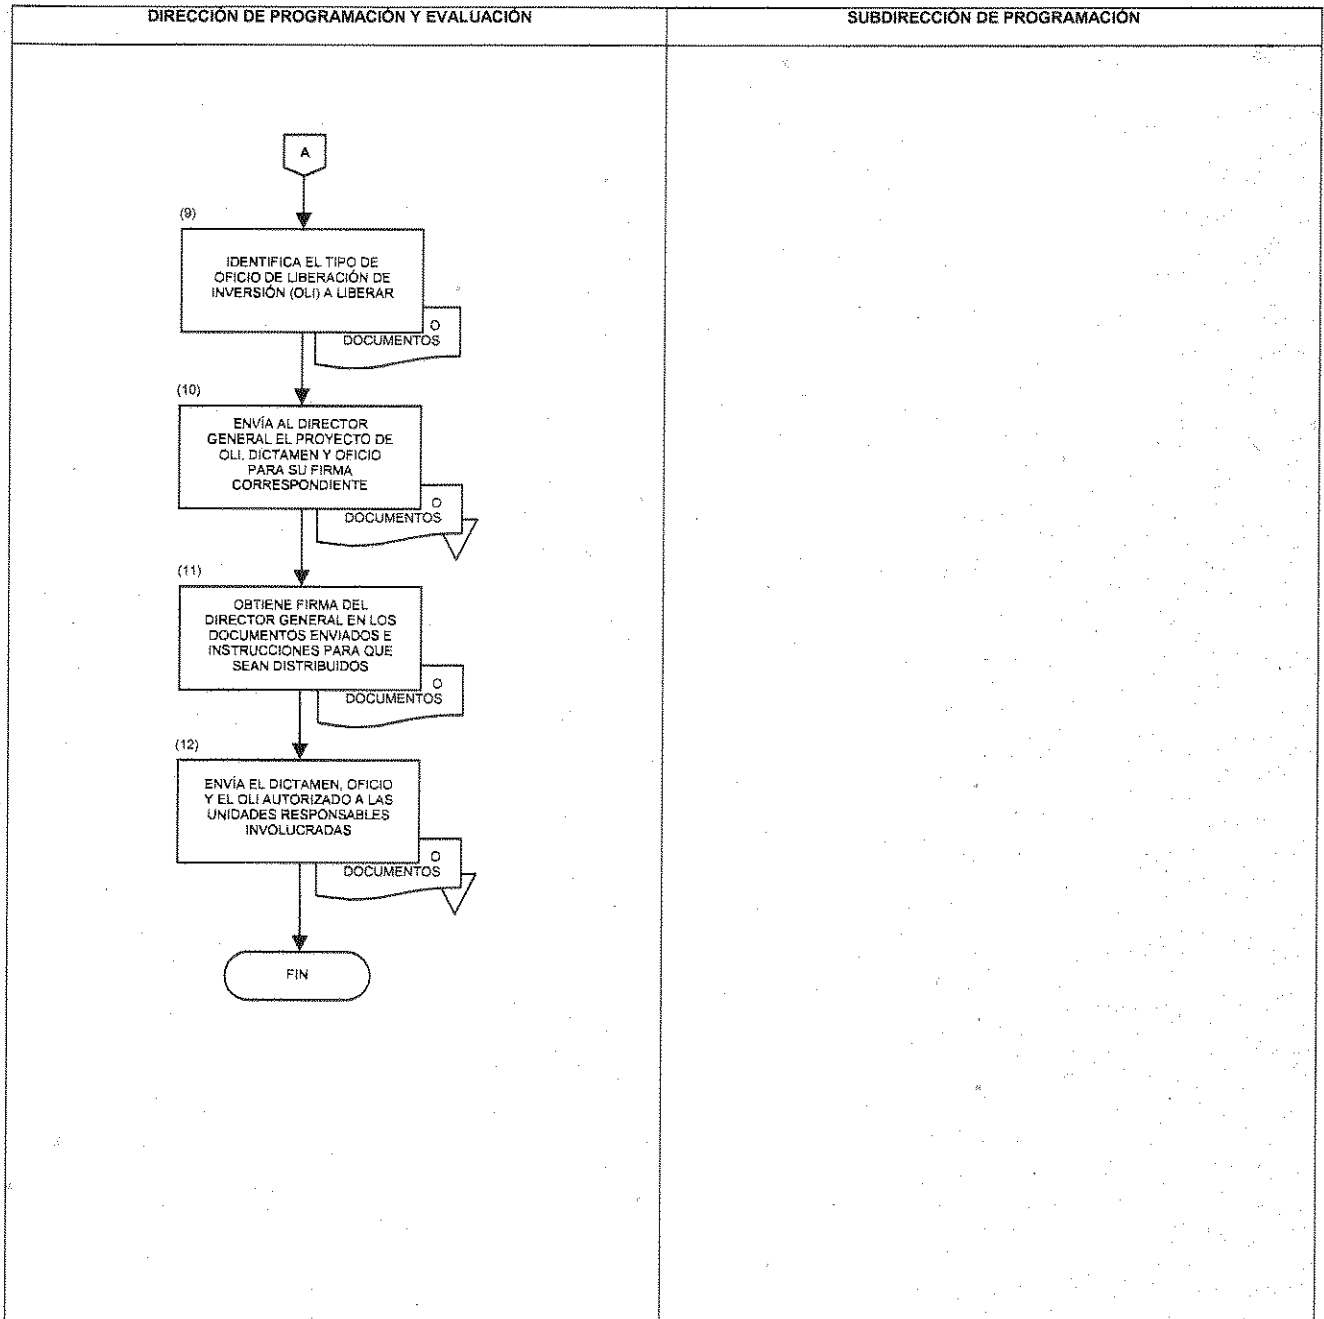 DIRECCIÓN DE PROGRAMACIÓN Y EVALUACIÓN
SUBDIRECCIÓN DE PROGRAMACIÓN
A
(9)
IDENTIFICA EL TIPO DE
OFICIO DE LIBERACIÓN DE
INVERSIÓN (OLI) A LIBERAR
O
DOCUMENTOS
(10)
ENVÍA AL DIRECTOR
GENERAL EL PROYECTO DE
OLI, DICTAMEN Y OFICIO
PARA SU FIRMA
CORRESPONDIENTE
O
DOCUMENTOS
(11)
OBTIENE FIRMA DEL
DIRECTOR GENERAL EN LOS
DOCUMENTOS ENVIADOS E
INSTRUCCIONES PARA QUE
SEAN DISTRIBUIDOS
O
DOCUMENTOS
(12)
ENVÍA EL DICTAMEN, OFICIO
Y EL OLI AUTORIZADO A LAS
UNIDADES RESPONSABLES
INVOLUCRADAS
O
DOCUMENTOS
FIN